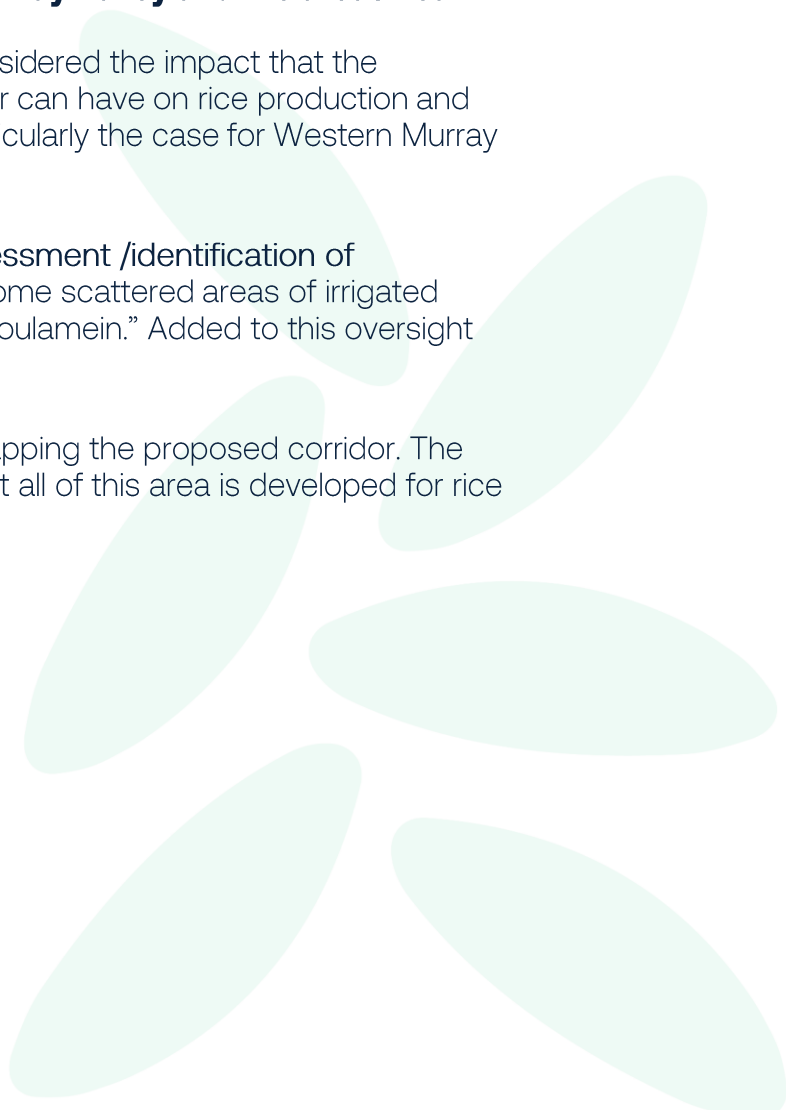 sidered the impact that the
r can have on rice production and
cularly the case for Western Murray
essment /identification of
ome scattered areas of irrigated
oulamein.” Added to this oversight
apping the proposed corridor. The
t all of this area is developed for rice